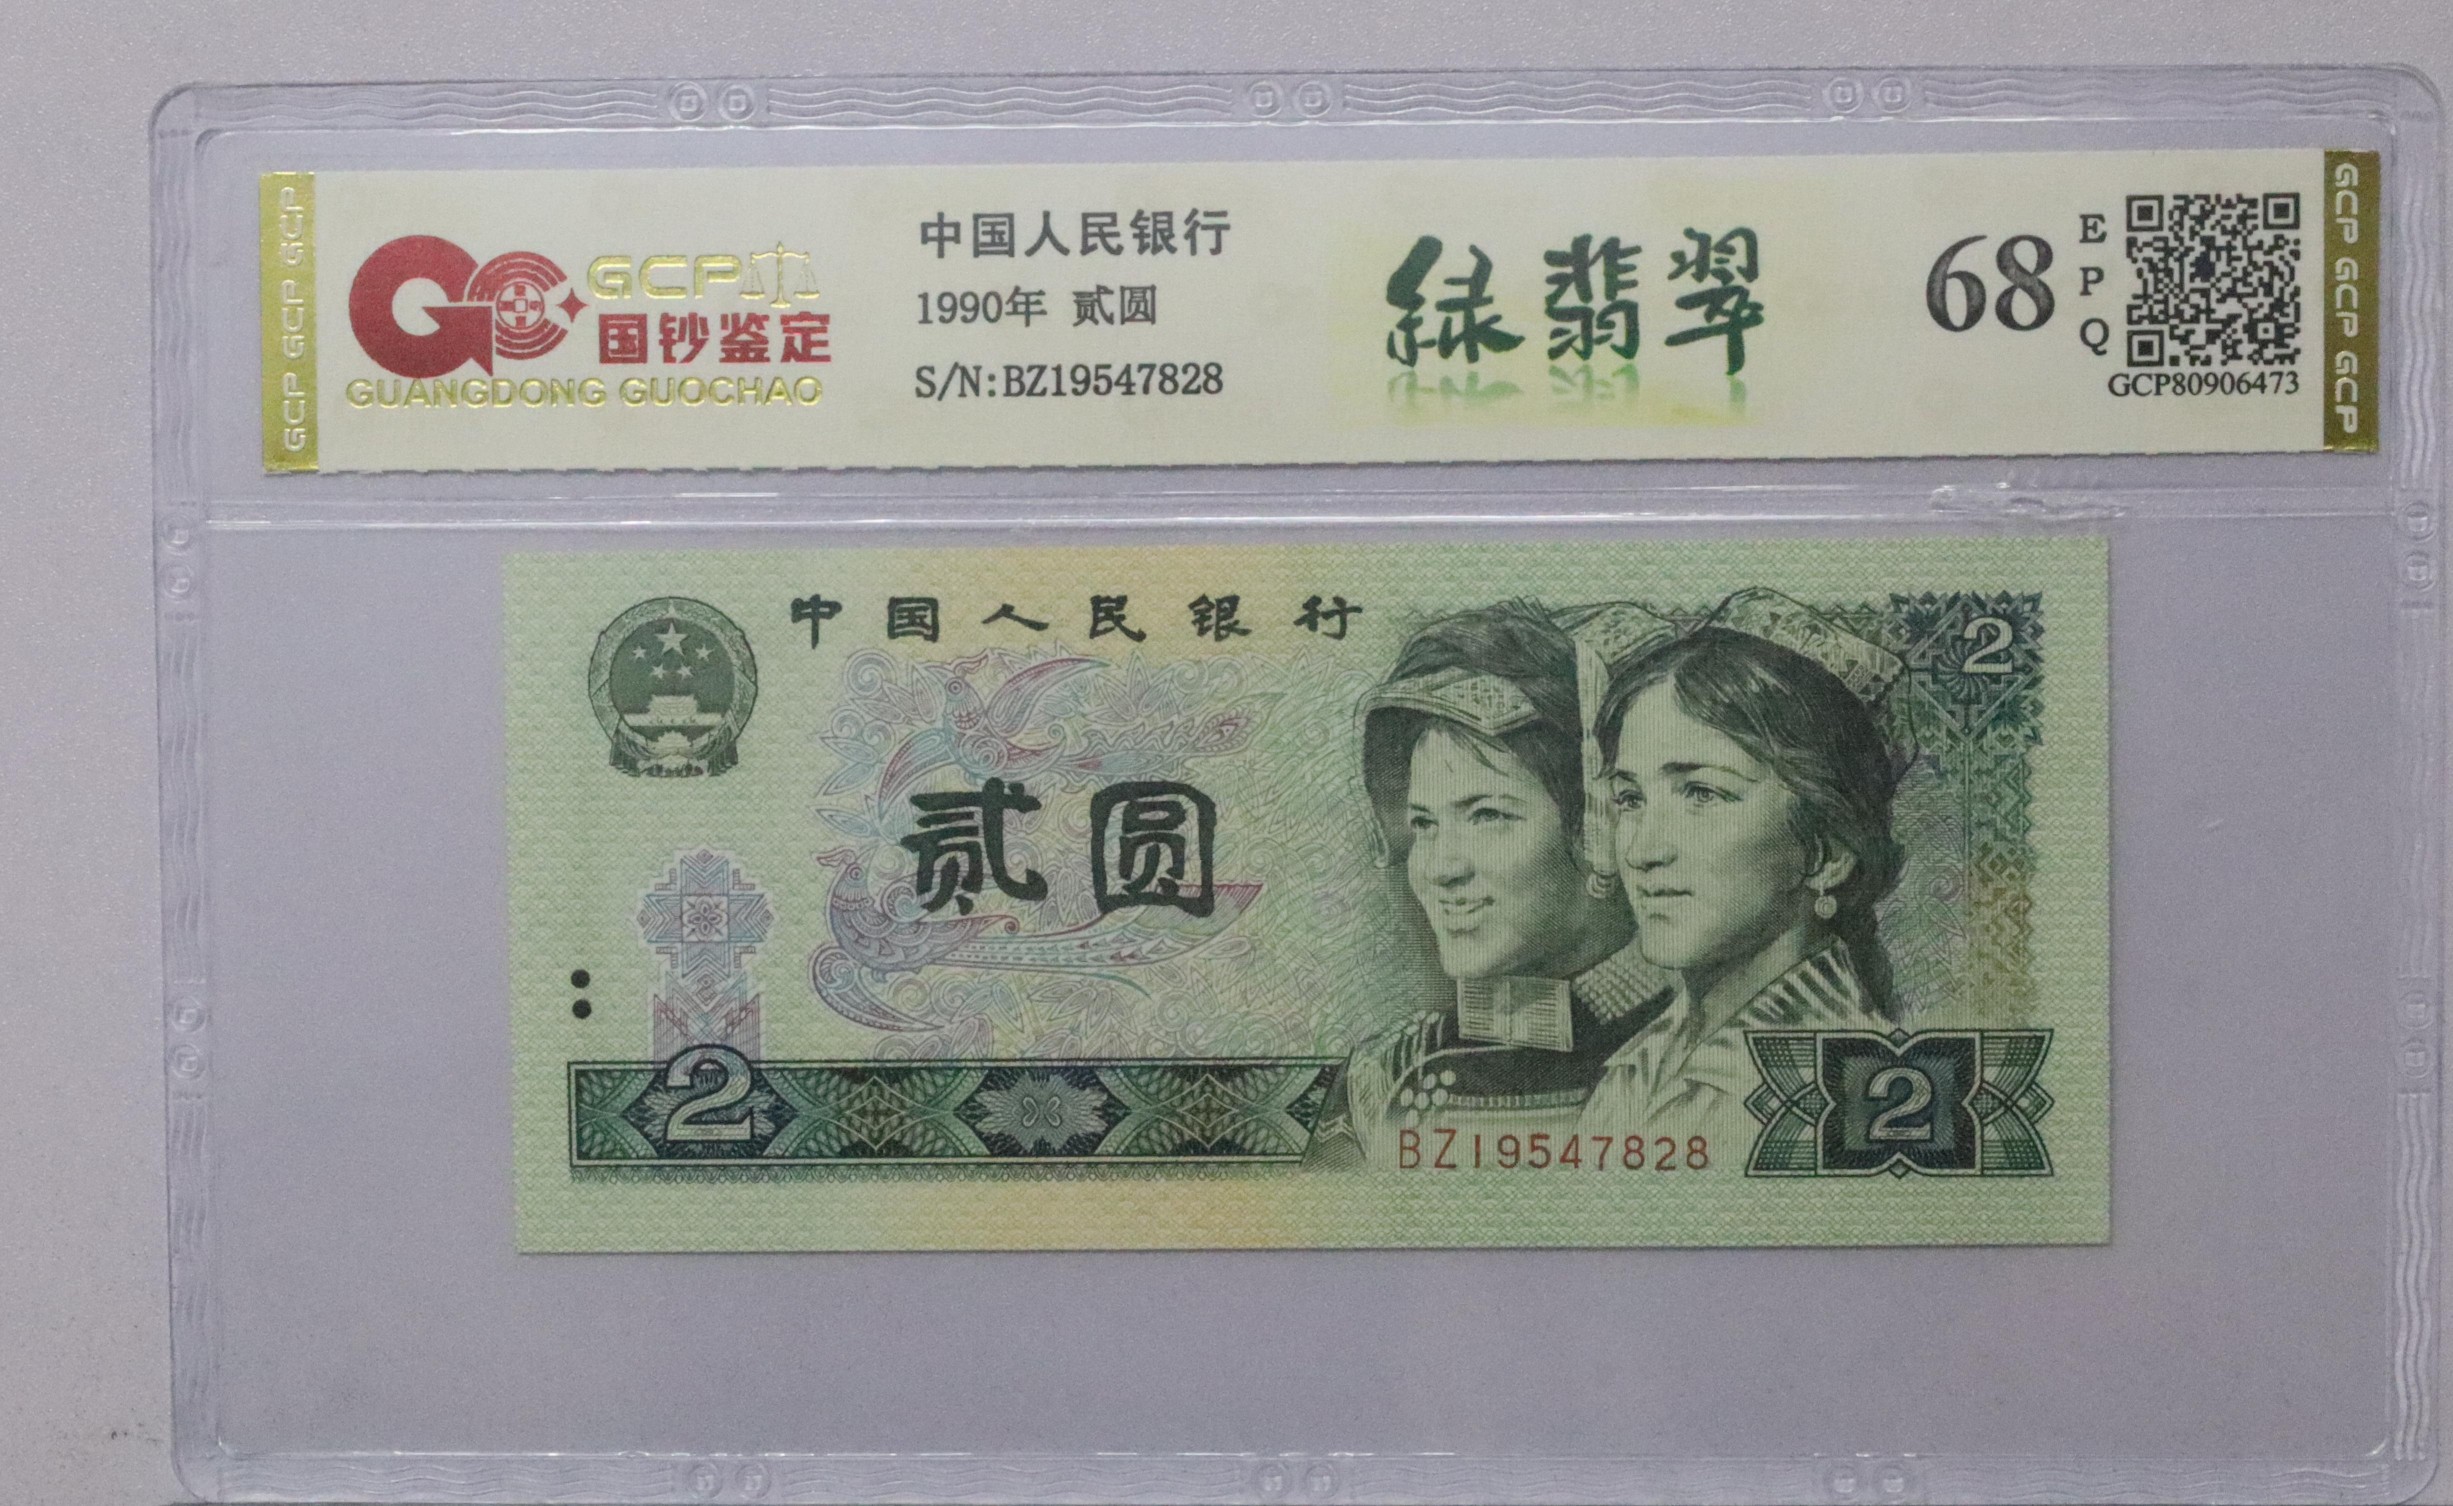 GCP GCP GCP
GCP
国钞鉴定
GUANGDONG GUOCHAO
中国人民银行
1990年 贰圆
S/N:BZ19547828
绿翡翠
68
E
P
Q
GCP80906473
GCP GCP GCP
中国人民银行
2
贰圆
2
BZ19547828
2